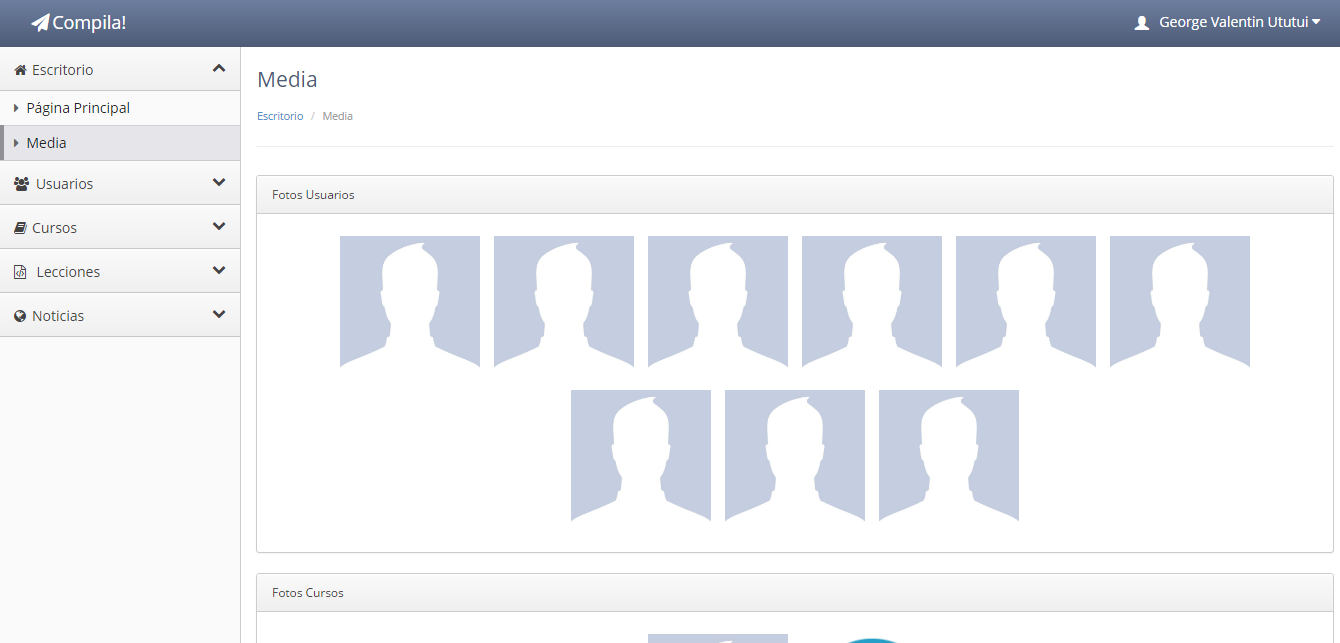 Compila!
George Valentin Ututui
Escritorio
Página Principal
Media
Usuarios
Cursos
Lecciones
Noticias
Media
Escritorio / Media
Fotos Usuarios
Fotos Cursos